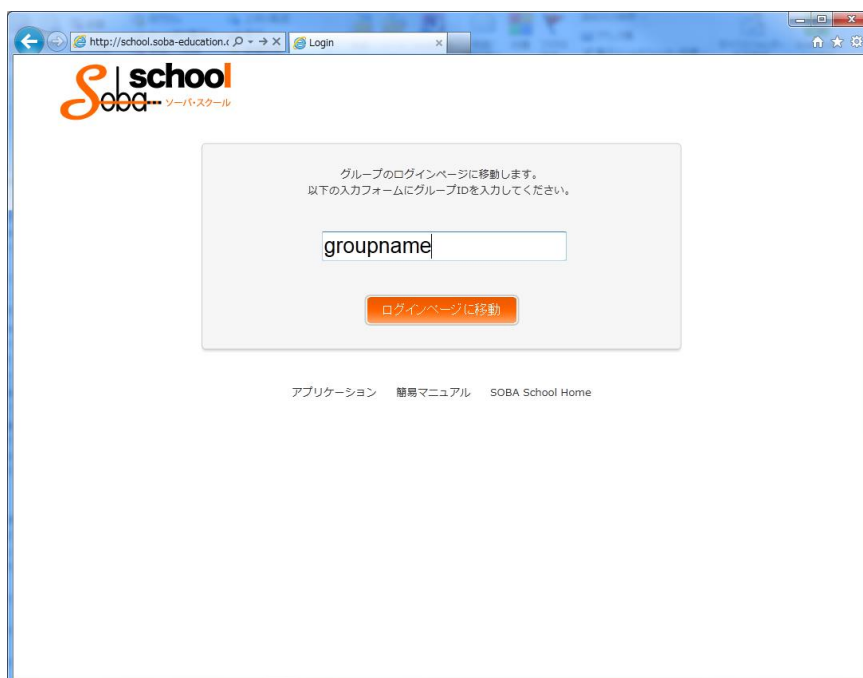 http://school.soba-education.c
Login
school
Soba
ソーバ・スクール
グループのログインページに移動します。
以下の入力フォームにグループIDを入力してください。
groupname
ログインページに移動
アプリケーション 簡易マニュアル SOBA School Home